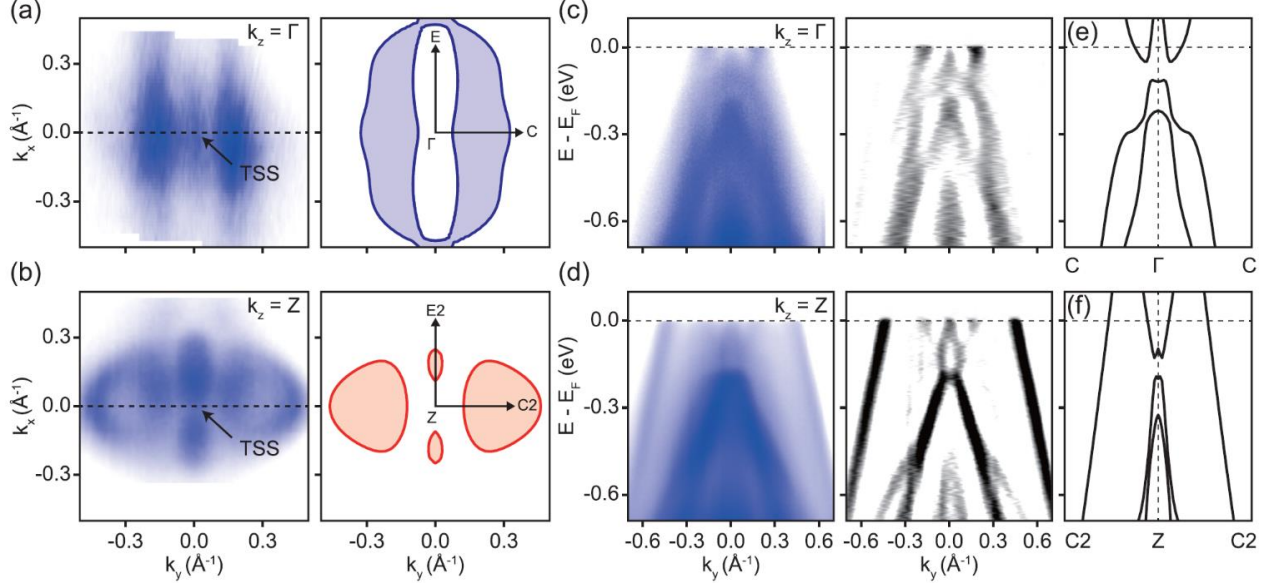 (a)
k_z = Γ
0.3
0.0
-0.3
k_x (Å⁻¹)
TSS
E
Γ
C
(b)
k_z = Z
0.3
0.0
-0.3
k_x (Å⁻¹)
TSS
-0.3 0.0 0.3
k_y (Å⁻¹)
E2
Z
C2
-0.3 0.0 0.3
k_y (Å⁻¹)
(c)
k_z = Γ
0.0
-0.3
-0.6
E - E_F (eV)
(d)
k_z = Z
0.0
-0.3
-0.6
E - E_F (eV)
-0.6 -0.3 0.0 0.3 0.6
k_y (Å⁻¹)
-0.6 -0.3 0.0 0.3 0.6
k_y (Å⁻¹)
(e)
C Γ C
(f)
C2 Z C2